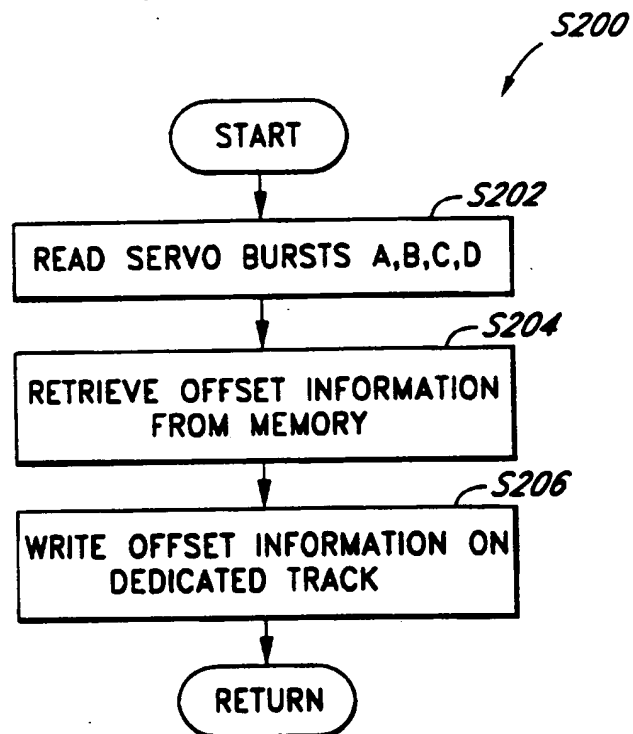 S200
START
S202
READ SERVO BURSTS A,B,C,D
S204
RETRIEVE OFFSET INFORMATION
FROM MEMORY
S206
WRITE OFFSET INFORMATION ON
DEDICATED TRACK
RETURN